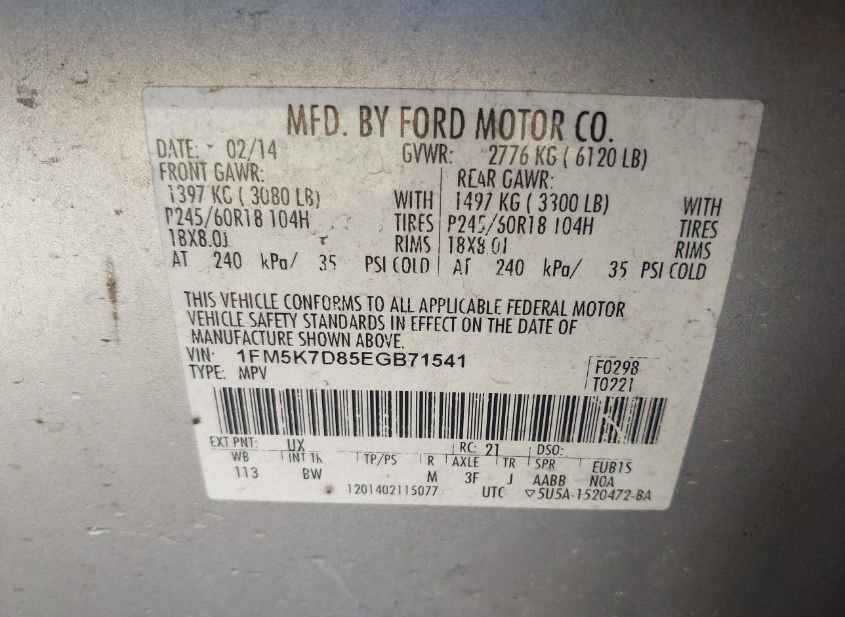 MFD. BY FORD MOTOR CO.
DATE: 02/14 GVWR: 2776 KG ( 6120 LB)
FRONT GAWR: REAR GAWR:
1397 KG ( 3080 LB) WITH 1497 KG ( 3300 LB) WITH
P245/60R18 104H TIRES P245/60R18 104H TIRES
18X8.0J RIMS 18X8.0J RIMS
AT 240 kPa/ 35 PSI COLD AT 240 kPa/ 35 PSI COLD
THIS VEHICLE CONFORMS TO ALL APPLICABLE FEDERAL MOTOR
VEHICLE SAFETY STANDARDS IN EFFECT ON THE DATE OF
MANUFACTURE SHOWN ABOVE.
VIN: 1FM5K7D85EGB71541
TYPE: MPV
F0298
T0221
EXT PNT: UX RC: 21 DSO:
WB INT TR TP/PS R AXLE TR SPR EUB1S
113 BW M 3F J AABB N0A
1201402115077 UTC ▽5U5A-1520472-BA